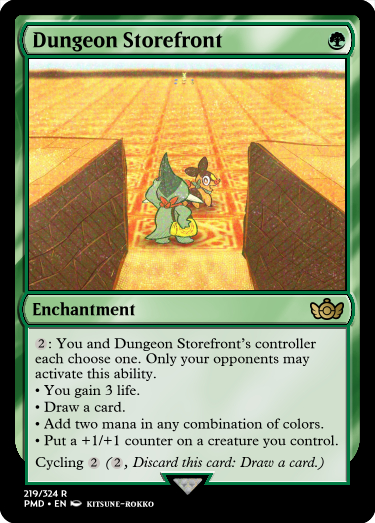 Dungeon Storefront
Enchantment
2: You and Dungeon Storefront's controller
each choose one. Only your opponents may
activate this ability.
• You gain 3 life.
• Draw a card.
• Add two mana in any combination of colors.
• Put a +1/+1 counter on a creature you control.
Cycling 2 (2, Discard this card: Draw a card.)
219/324 R
PMD • EN KITSUNE-ROKKO